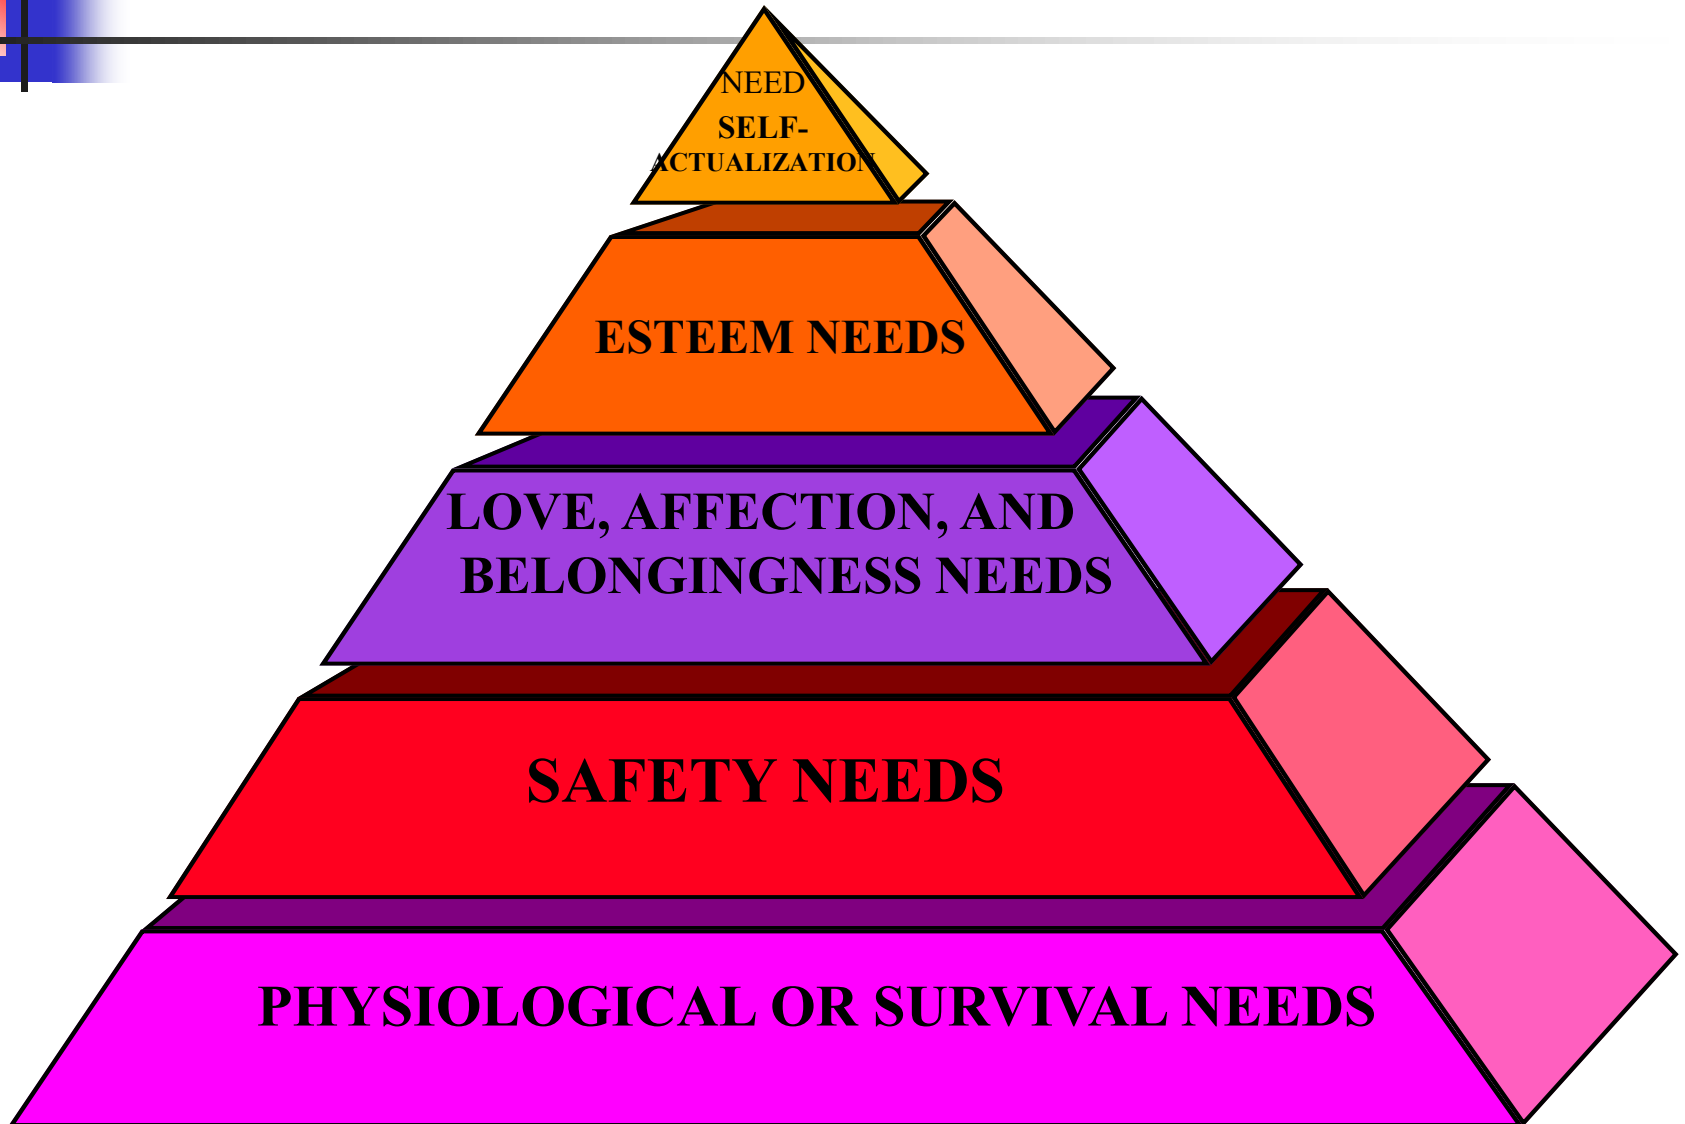 NEED
SELF-
ACTUALIZATION
ESTEEM NEEDS
LOVE, AFFECTION, AND
BELONGINGNESS NEEDS
SAFETY NEEDS
PHYSIOLOGICAL OR SURVIVAL NEEDS